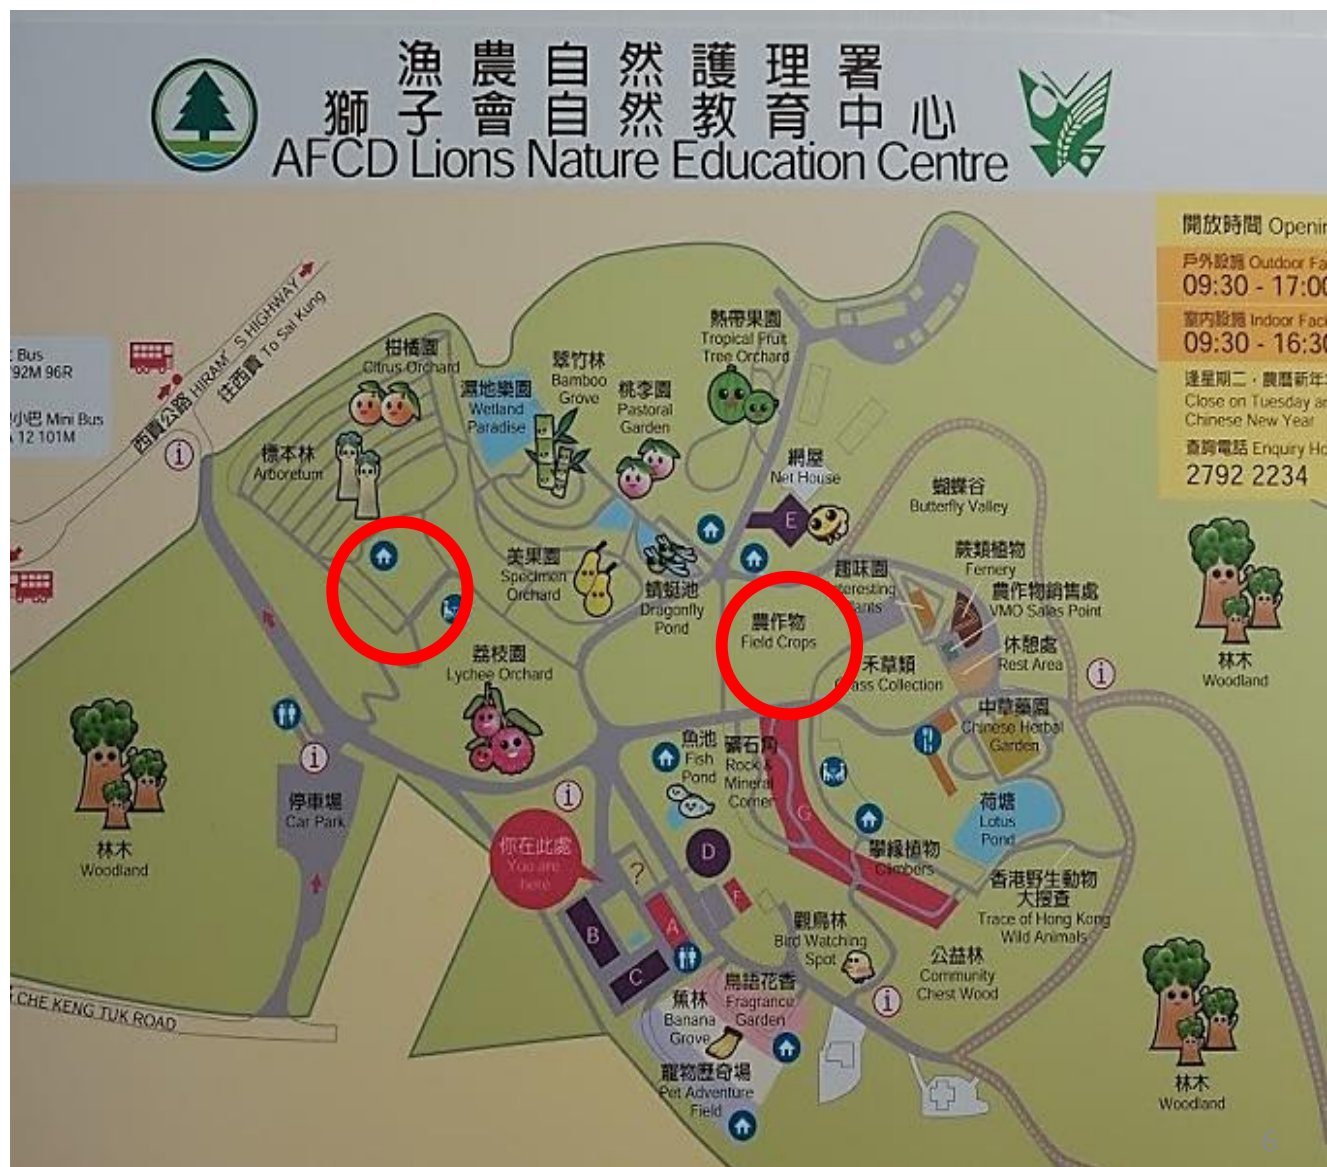 漁農自然護理署
獅子會自然教育中心
AFCD Lions Nature Education Centre
開放時間 Openin
戶外設施 Outdoor Fa
09:30 - 17:00
室內設施 Indoor Faci
09:30 - 16:30
逢星期二，農曆新年
Close on Tuesday an
Chinese New Year
查詢電話 Enquiry Ho
2792 2234
Bus
92M 96R
小巴 Mini Bus
12 101M
西貢公路 HIRAM'S HIGHWAY
往西貢 To Sai Kung
i
柑橘園
Citrus Orchard
標本林
Arboretum
濕地樂園
Wetland
Paradise
翠竹林
Bamboo
Grove
桃李園
Pastoral
Garden
熱帶果園
Tropical Fruit
Tree Orchard
網屋
Net House
E
蝴蝶谷
Butterfly Valley
蕨類植物
Fernery
農作物銷售處
VMO Sales Point
休憩處
Rest Area
趣味園
nteresting
ants
美果園
Specimen
Orchard
蜻蜓池
Dragonfly
Pond
農作物
Field Crops
禾草類
Grass Collection
荔枝園
Lychee Orchard
林木
Woodland
i
中草藥園
Chinese Herbal
Garden
魚池
Fish
Pond
礦石角
Rock &
Mineral
Corner
G
i
停車場
Car Park
i
荷塘
Lotus
Pond
你在此處
You are
here
?
D
F
A
B
C
攀緣植物
Climbers
林木
Woodland
香港野生動物
大搜查
Trace of Hong Kong
Wild Animals
觀鳥林
Bird Watching
Spot
公益林
Community
Chest Wood
i
鳥語花香
Fragrance
Garden
蕉林
Banana
Grove
寵物歷奇場
Pet Adventure
Field
CHE KENG TUK ROAD
林木
Woodland
6